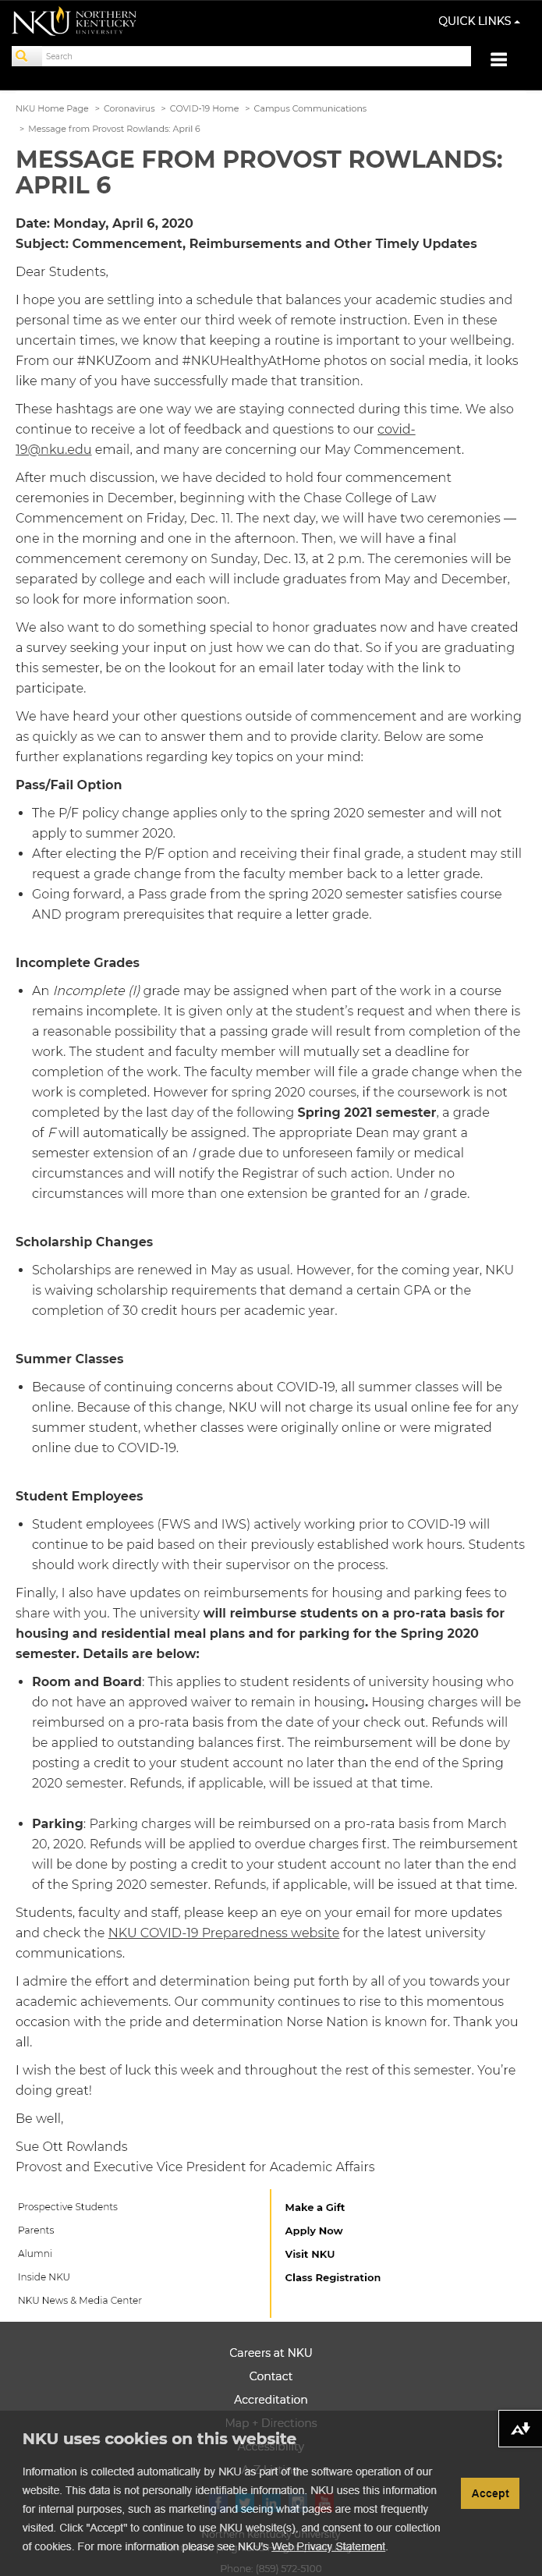 NKU NORTHERN
KENTUCKY
UNIVERSITY
QUICK LINKS
Search
NKU Home Page > Coronavirus > COVID-19 Home > Campus Communications
> Message from Provost Rowlands: April 6
MESSAGE FROM PROVOST ROWLANDS:
APRIL 6
Date: Monday, April 6, 2020
Subject: Commencement, Reimbursements and Other Timely Updates
Dear Students,
I hope you are settling into a schedule that balances your academic studies and
personal time as we enter our third week of remote instruction. Even in these
uncertain times, we know that keeping a routine is important to your wellbeing.
From our #NKUZoom and #NKUHealthyAtHome photos on social media, it looks
like many of you have successfully made that transition.
These hashtags are one way we are staying connected during this time. We also
continue to receive a lot of feedback and questions to our covid-
19@nku.edu email, and many are concerning our May Commencement.
After much discussion, we have decided to hold four commencement
ceremonies in December, beginning with the Chase College of Law
Commencement on Friday, Dec. 11. The next day, we will have two ceremonies —
one in the morning and one in the afternoon. Then, we will have a final
commencement ceremony on Sunday, Dec. 13, at 2 p.m. The ceremonies will be
separated by college and each will include graduates from May and December,
so look for more information soon.
We also want to do something special to honor graduates now and have created
a survey seeking your input on just how we can do that. So if you are graduating
this semester, be on the lookout for an email later today with the link to
participate.
We have heard your other questions outside of commencement and are working
as quickly as we can to answer them and to provide clarity. Below are some
further explanations regarding key topics on your mind:
Pass/Fail Option
• The P/F policy change applies only to the spring 2020 semester and will not
apply to summer 2020.
• After electing the P/F option and receiving their final grade, a student may still
request a grade change from the faculty member back to a letter grade.
• Going forward, a Pass grade from the spring 2020 semester satisfies course
AND program prerequisites that require a letter grade.
Incomplete Grades
• An Incomplete (I) grade may be assigned when part of the work in a course
remains incomplete. It is given only at the student's request and when there is
a reasonable possibility that a passing grade will result from completion of the
work. The student and faculty member will mutually set a deadline for
completion of the work. The faculty member will file a grade change when the
work is completed. However for spring 2020 courses, if the coursework is not
completed by the last day of the following Spring 2021 semester, a grade
of F will automatically be assigned. The appropriate Dean may grant a
semester extension of an I grade due to unforeseen family or medical
circumstances and will notify the Registrar of such action. Under no
circumstances will more than one extension be granted for an I grade.
Scholarship Changes
• Scholarships are renewed in May as usual. However, for the coming year, NKU
is waiving scholarship requirements that demand a certain GPA or the
completion of 30 credit hours per academic year.
Summer Classes
• Because of continuing concerns about COVID-19, all summer classes will be
online. Because of this change, NKU will not charge its usual online fee for any
summer student, whether classes were originally online or were migrated
online due to COVID-19.
Student Employees
• Student employees (FWS and IWS) actively working prior to COVID-19 will
continue to be paid based on their previously established work hours. Students
should work directly with their supervisor on the process.
Finally, I also have updates on reimbursements for housing and parking fees to
share with you. The university will reimburse students on a pro-rata basis for
housing and residential meal plans and for parking for the Spring 2020
semester. Details are below:
• Room and Board: This applies to student residents of university housing who
do not have an approved waiver to remain in housing. Housing charges will be
reimbursed on a pro-rata basis from the date of your check out. Refunds will
be applied to outstanding balances first. The reimbursement will be done by
posting a credit to your student account no later than the end of the Spring
2020 semester. Refunds, if applicable, will be issued at that time.
• Parking: Parking charges will be reimbursed on a pro-rata basis from March
20, 2020. Refunds will be applied to overdue charges first. The reimbursement
will be done by posting a credit to your student account no later than the end
of the Spring 2020 semester. Refunds, if applicable, will be issued at that time.
Students, faculty and staff, please keep an eye on your email for more updates
and check the NKU COVID-19 Preparedness website for the latest university
communications.
I admire the effort and determination being put forth by all of you towards your
academic achievements. Our community continues to rise to this momentous
occasion with the pride and determination Norse Nation is known for. Thank you
all.
I wish the best of luck this week and throughout the rest of this semester. You're
doing great!
Be well,
Sue Ott Rowlands
Provost and Executive Vice President for Academic Affairs
Prospective Students
Parents
Alumni
Inside NKU
NKU News & Media Center
Make a Gift
Apply Now
Visit NKU
Class Registration
Careers at NKU
Contact
Accreditation
Map + Directions
Accessibility
NKU uses cookies on this website
Information is collected automatically by NKU as part of the software operation of our
website. This data is not personally identifiable information. NKU uses this information
for internal purposes, such as marketing and seeing what pages are most frequently
visited. Click "Accept" to continue to use NKU website(s), and consent to our collection
of cookies. For more information please see NKU's Web Privacy Statement.
Accept
Northern Kentucky University
Phone: (859) 572-5100